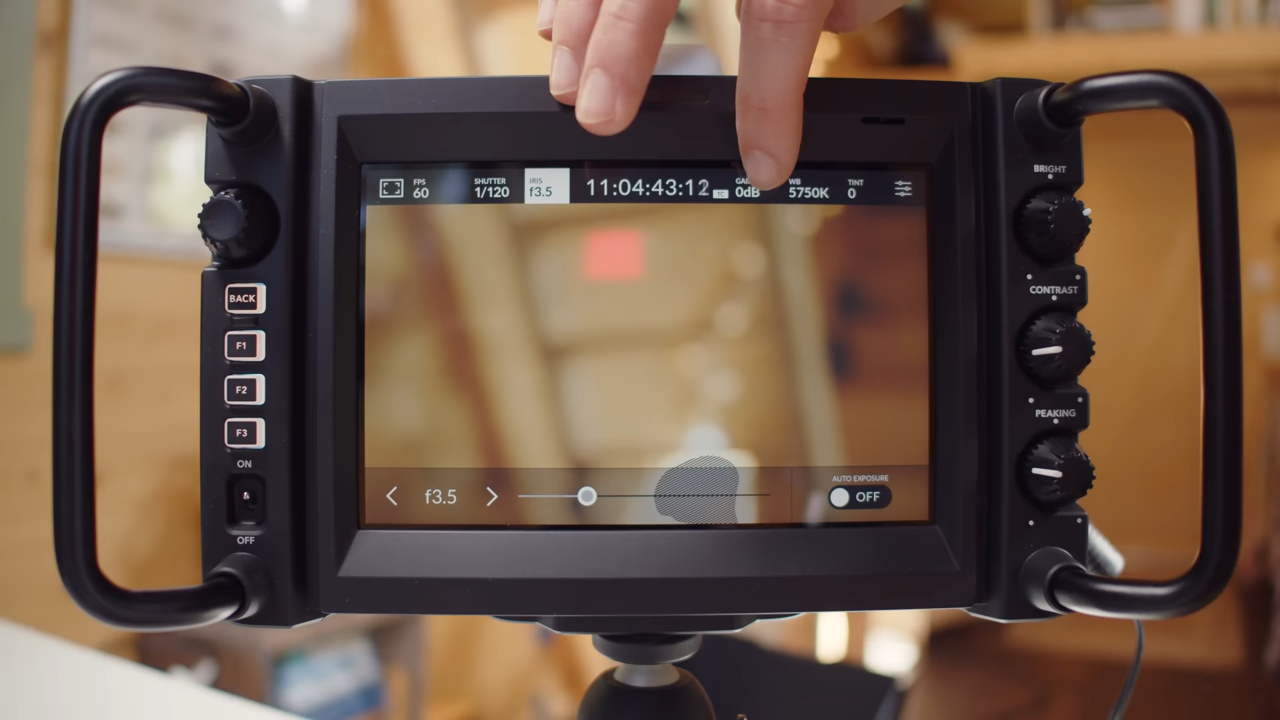 FPS
60
SHUTTER
1/120
IRIS
f3.5
11:04:43:12
TC
0dB
WB
5750K
TINT
0
BACK
F1
F2
F3
ON
OFF
f3.5
AUTO EXPOSURE
OFF
BRIGHT
CONTRAST
PEAKING